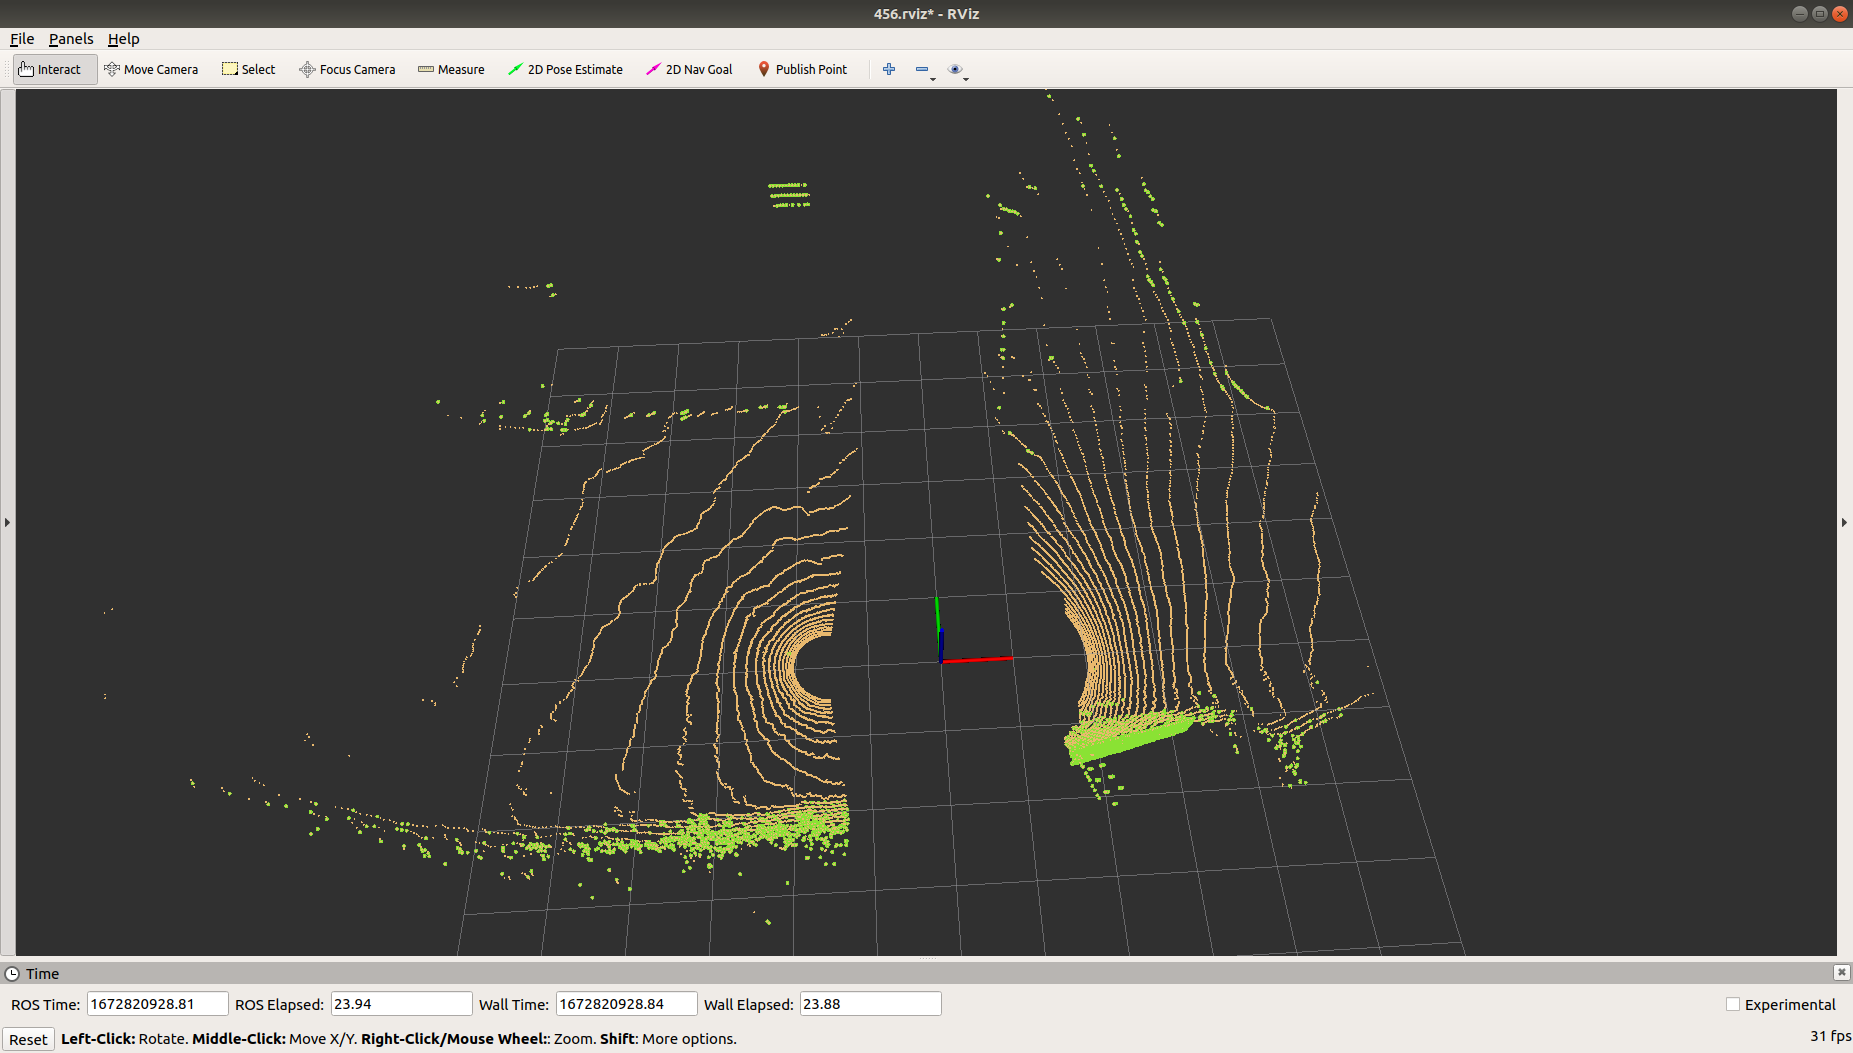 456.rviz* - RViz
File Panels Help
Interact Move Camera Select Focus Camera Measure 2D Pose Estimate 2D Nav Goal Publish Point
Time
ROS Time: 1672820928.81 ROS Elapsed: 23.94 Wall Time: 1672820928.84 Wall Elapsed: 23.88 Experimental
Reset Left-Click: Rotate. Middle-Click: Move X/Y. Right-Click/Mouse Wheel:: Zoom. Shift: More options. 31 fps